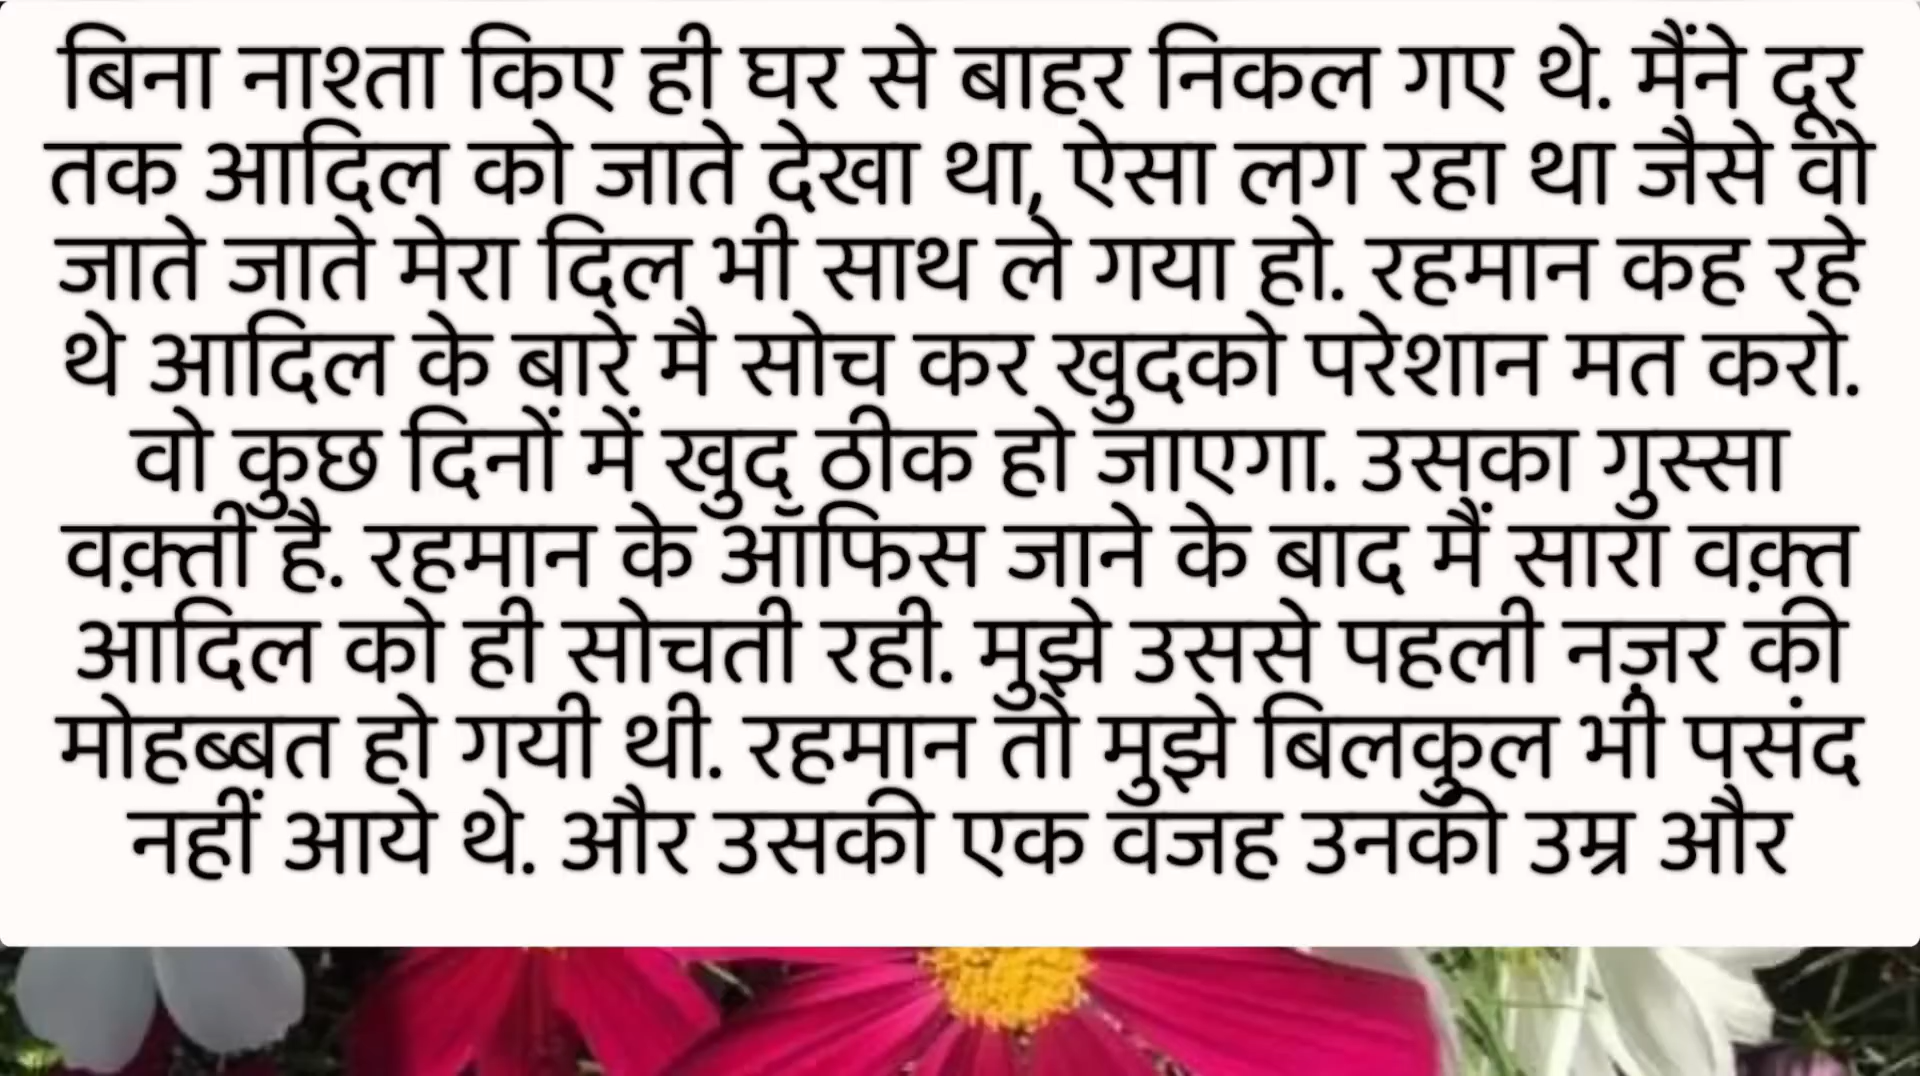 बिना नाश्ता किए ही घर से बाहर निकल गए थे. मैंने दूर
तक आदिल को जाते देखा था, ऐसा लग रहा था जैसे वो
जाते जाते मेरा दिल भी साथ ले गया हो. रहमान कह रहे
थे आदिल के बारे मै सोच कर खुदको परेशान मत करो.
वो कुछ दिनों में खुद ठीक हो जाएगा. उसका गुस्सा
वक़्ती है. रहमान के ऑफिस जाने के बाद मैं सारा वक़्त
आदिल को ही सोचती रही. मुझे उससे पहली नज़र की
मोहब्बत हो गयी थी. रहमान तो मुझे बिलकुल भी पसंद
नहीं आये थे. और उसकी एक वजह उनकी उम्र और